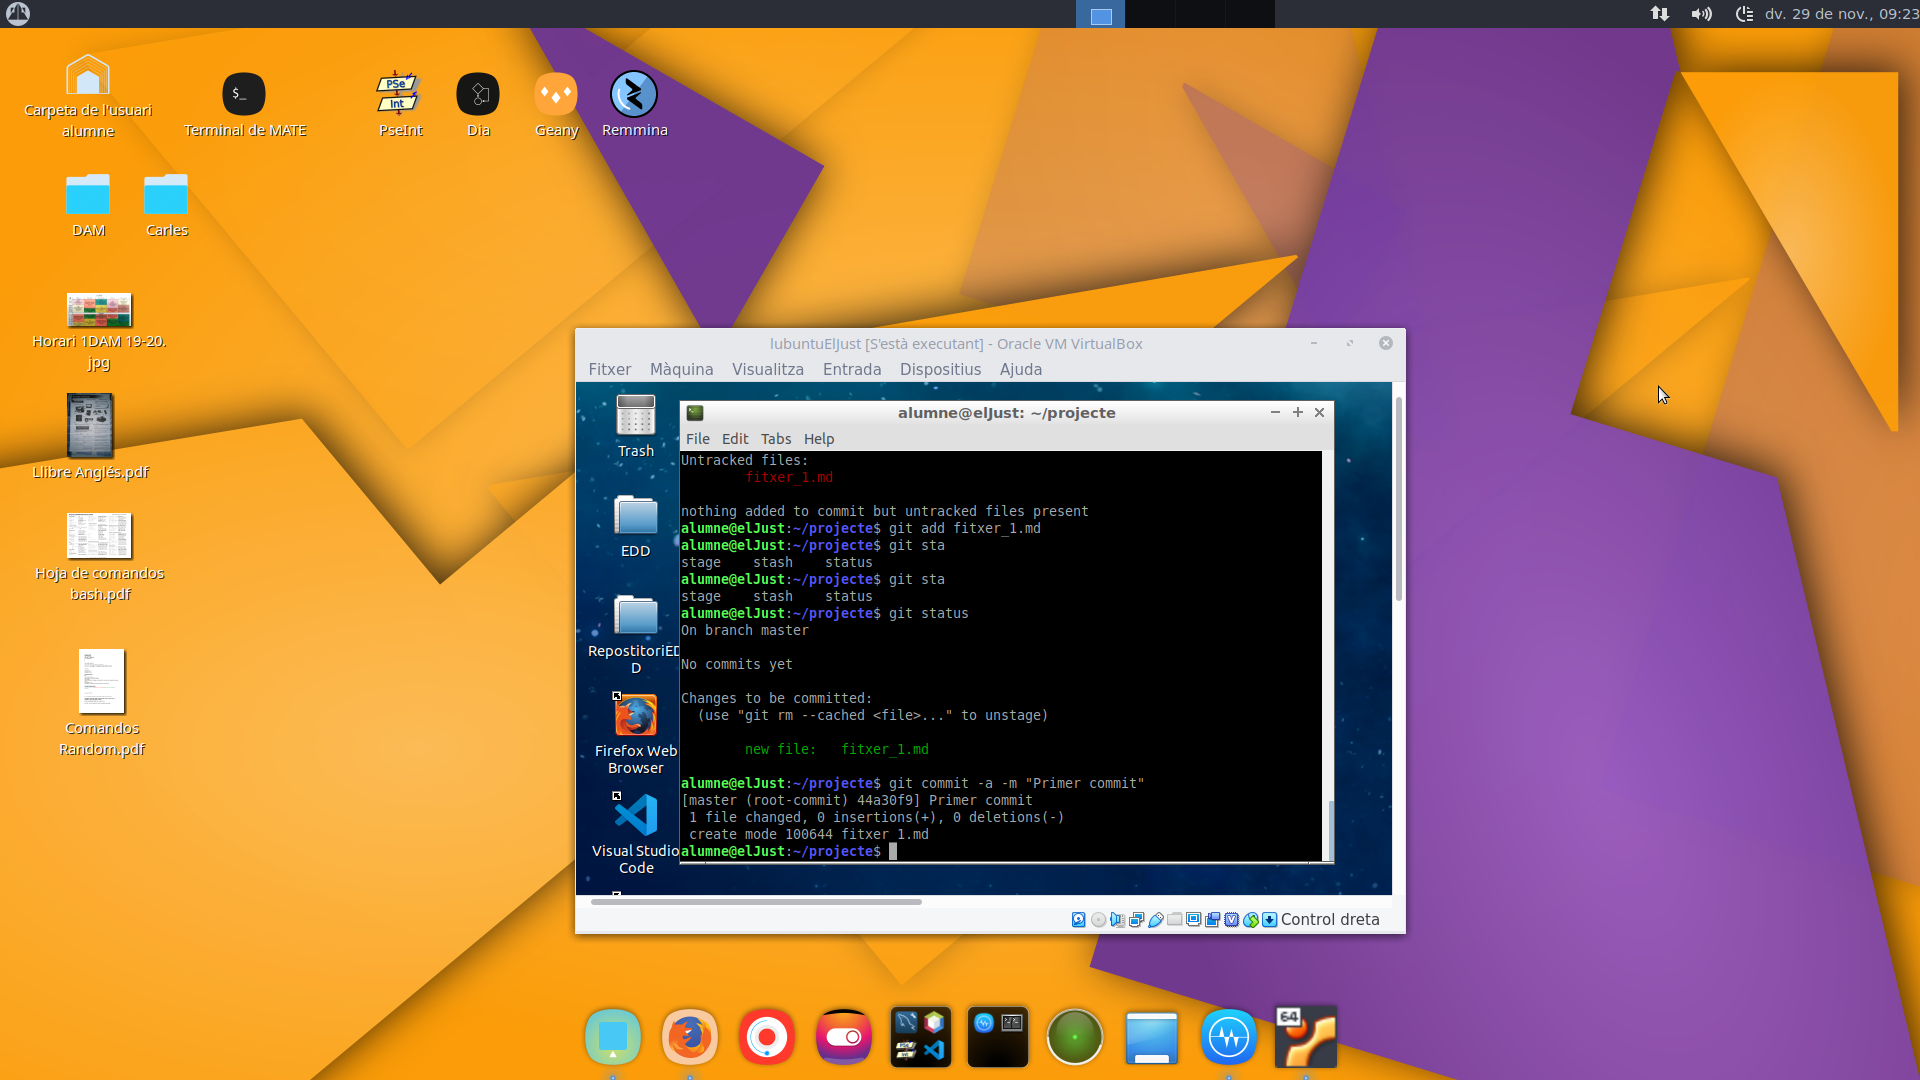 dv. 29 de nov., 09:23
Carpeta de l'usuari
alumne
$_
Terminal de MATE
PSe
Int
PseInt
Dia
Geany
Remmina
DAM
Carles
Horari 1DAM 19-20.
jpg
Llibre Anglés.pdf
Hoja de comandos
bash.pdf
Comandos
Random.pdf
lubuntuElJust [S'està executant] - Oracle VM VirtualBox
Fitxer Màquina Visualitza Entrada Dispositius Ajuda
Trash
EDD
RepostitoriED
D
Firefox Web
Browser
Visual Studio
Code
alumne@elJust: ~/projecte
File Edit Tabs Help
Untracked files:
fitxer_1.md
nothing added to commit but untracked files present
alumne@elJust:~/projecte$ git add fitxer_1.md
alumne@elJust:~/projecte$ git sta
stage stash status
alumne@elJust:~/projecte$ git sta
stage stash status
alumne@elJust:~/projecte$ git status
On branch master
No commits yet
Changes to be committed:
(use "git rm --cached <file>..." to unstage)
new file: fitxer_1.md
alumne@elJust:~/projecte$ git commit -a -m "Primer commit"
[master (root-commit) 44a30f9] Primer commit
1 file changed, 0 insertions(+), 0 deletions(-)
create mode 100644 fitxer_1.md
alumne@elJust:~/projecte$
Control dreta
64